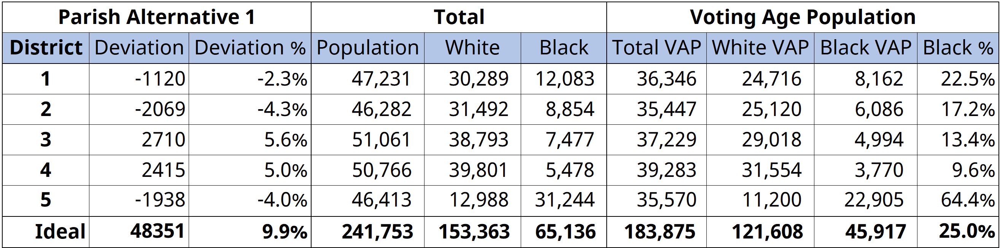 Parish Alternative 1 Total Voting Age Population
District Deviation Deviation % Population White Black Total VAP White VAP Black VAP Black %
1 -1120 -2.3% 47,231 30,289 12,083 36,346 24,716 8,162 22.5%
2 -2069 -4.3% 46,282 31,492 8,854 35,447 25,120 6,086 17.2%
3 2710 5.6% 51,061 38,793 7,477 37,229 29,018 4,994 13.4%
4 2415 5.0% 50,766 39,801 5,478 39,283 31,554 3,770 9.6%
5 -1938 -4.0% 46,413 12,988 31,244 35,570 11,200 22,905 64.4%
Ideal 48351 9.9% 241,753 153,363 65,136 183,875 121,608 45,917 25.0%